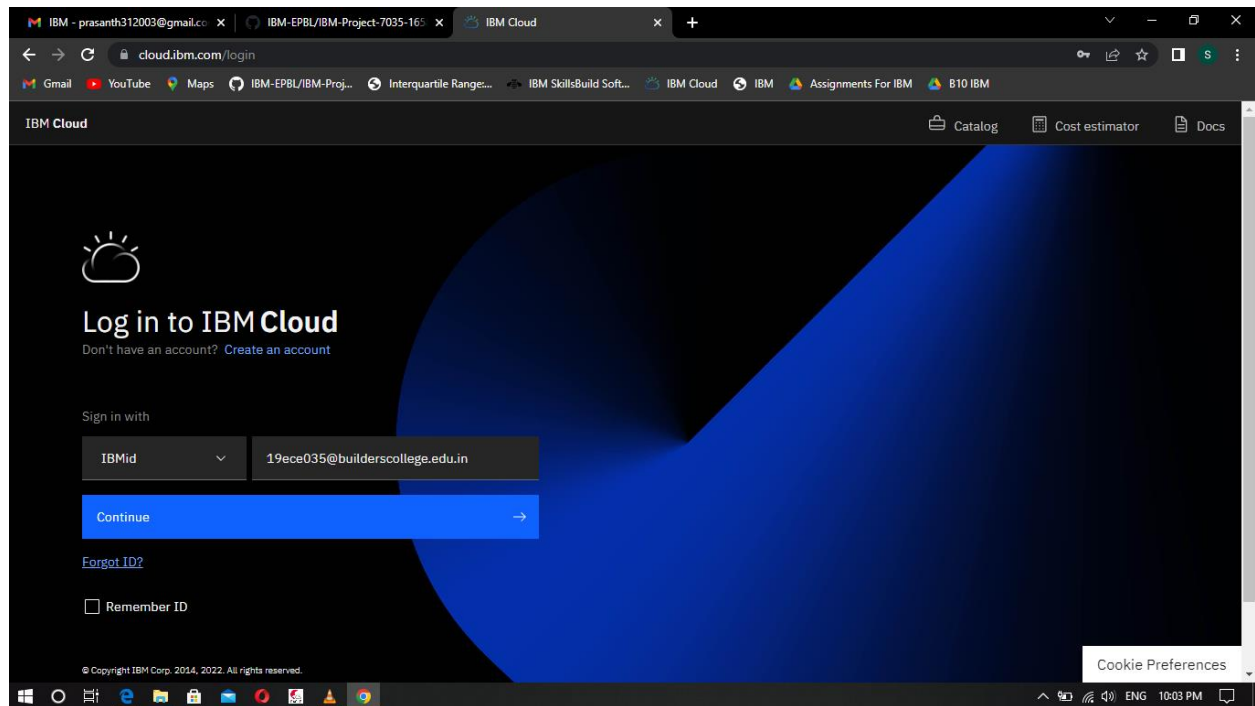 IBM - prasanth312003@gmail.co
IBM-EPBL/IBM-Project-7035-165
IBM Cloud
cloud.ibm.com/login
S
Gmail
YouTube
Maps
IBM-EPBL/IBM-Proj...
Interquartile Range:...
IBM SkillsBuild Soft...
IBM Cloud
IBM
Assignments For IBM
B10 IBM
IBM Cloud
Catalog
Cost estimator
Docs
Log in to IBM Cloud
Don't have an account? Create an account
Sign in with
IBMid
19ece035@builderscollege.edu.in
Continue
Forgot ID?
Remember ID
© Copyright IBM Corp. 2014, 2022. All rights reserved.
Cookie Preferences
ENG 10:03 PM